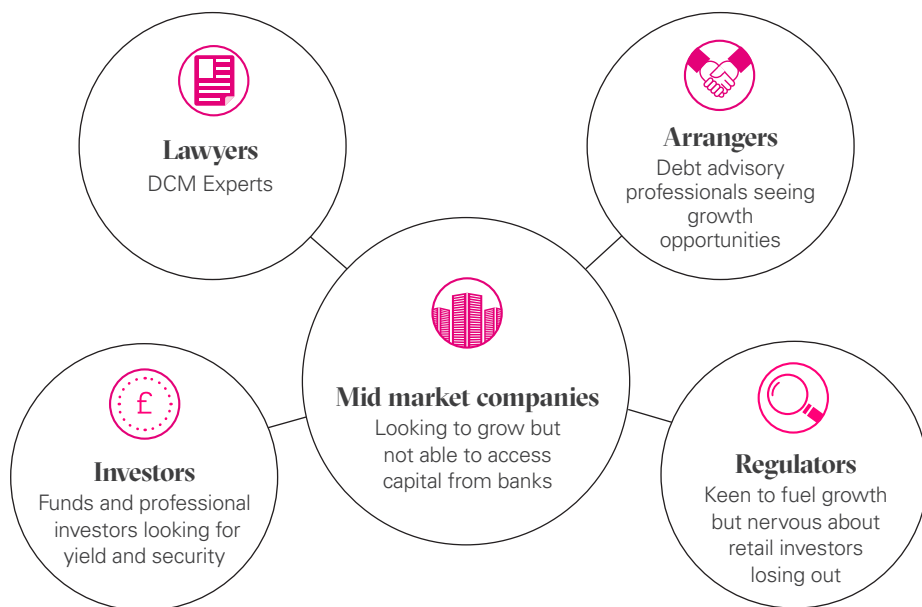 Lawyers
DCM Experts
Arrangers
Debt advisory
professionals seeing
growth
opportunities
Mid market companies
Looking to grow but
not able to access
capital from banks
£
Investors
Funds and professional
investors looking for
yield and security
Regulators
Keen to fuel growth
but nervous about
retail investors
losing out